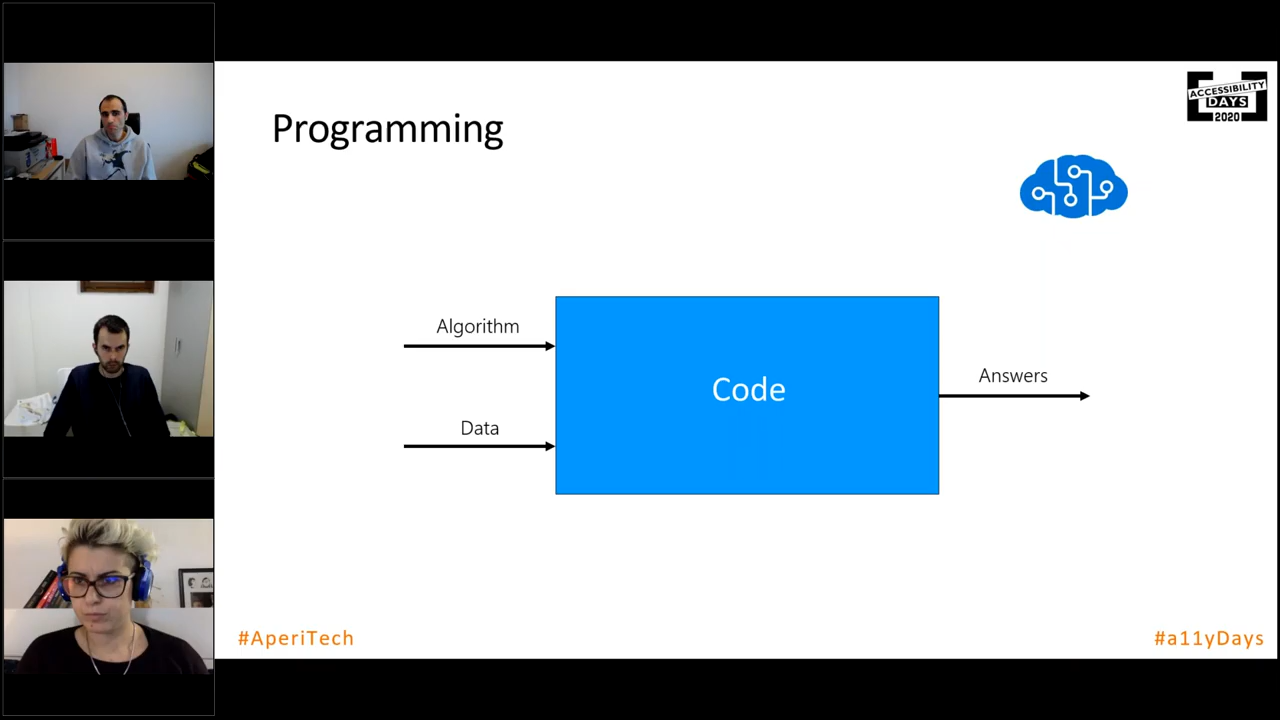 ACCESSIBILITY
DAYS
2020
Programming
Algorithm
Code
Answers
Data
#AperiTech
#a11yDays